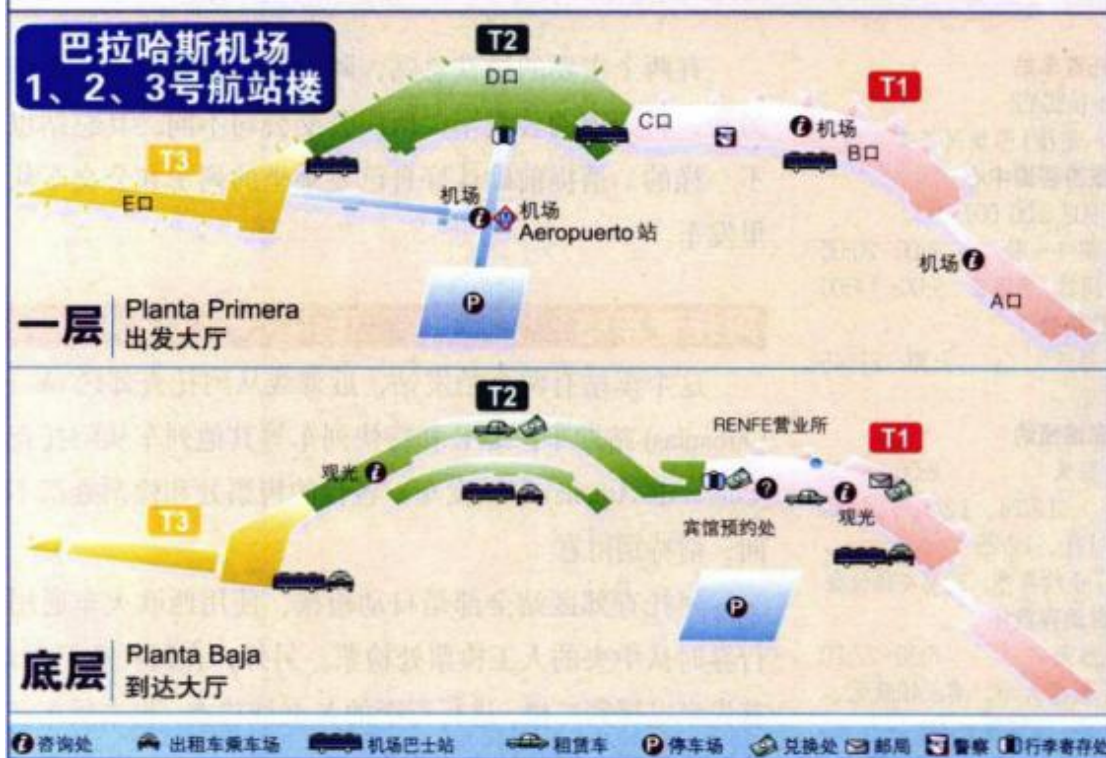 巴拉哈斯机场
1、2、3号航站楼
T2
D口
T1
C口
机场
B口
T3
E口
机场
机场
Aeropuerto站
机场
A口
P
一层
Planta Primera
出发大厅
T2
RENFE营业所
T1
观光
T3
宾馆预约处
观光
P
底层
Planta Baja
到达大厅
咨询处 出租车乘车场 机场巴士站 租赁车 P停车场 兑换处 邮局 警察 行李寄存处